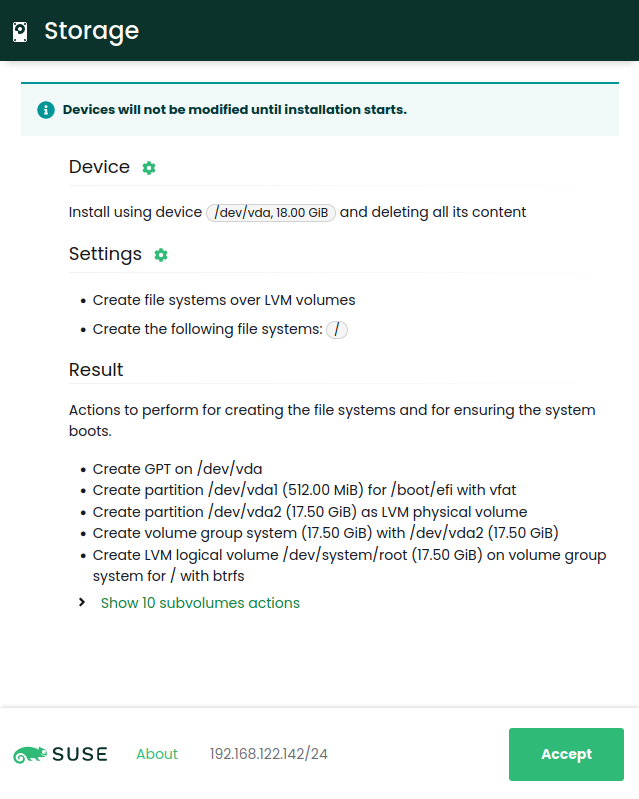 Storage
Devices will not be modified until installation starts.
Device
Install using device /dev/vda, 18.00 GiB and deleting all its content
Settings
• Create file systems over LVM volumes
• Create the following file systems: /
Result
Actions to perform for creating the file systems and for ensuring the system
boots.
• Create GPT on /dev/vda
• Create partition /dev/vda1 (512.00 MiB) for /boot/efi with vfat
• Create partition /dev/vda2 (17.50 GiB) as LVM physical volume
• Create volume group system (17.50 GiB) with /dev/vda2 (17.50 GiB)
• Create LVM logical volume /dev/system/root (17.50 GiB) on volume group
system for / with btrfs
Show 10 subvolumes actions
SUSE About 192.168.122.142/24 Accept